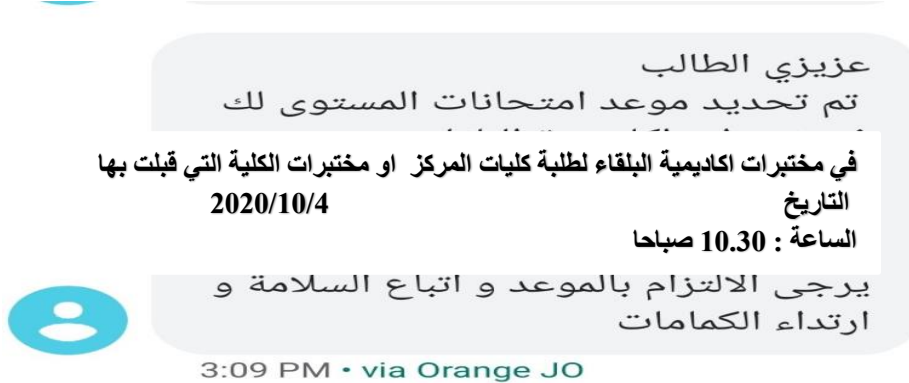 عزيزي الطالب
تم تحديد موعد امتحانات المستوى لك
في مختبرات اكاديمية البلقاء لطلبة كليات المركز او مختبرات الكلية التي قبلت بها
التاريخ 2020/10/4
الساعة : 10.30 صباحا
يرجى الالتزام بالموعد و اتباع السلامة و
ارتداء الكمامات
3:09 PM • via Orange JO